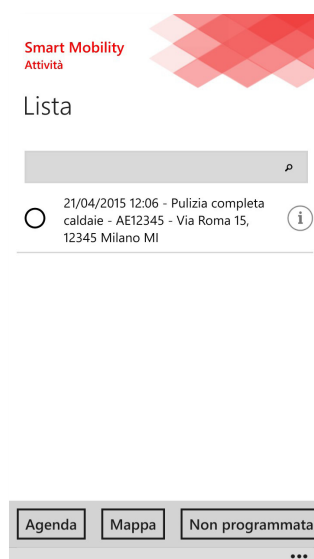 Smart Mobility
Attività
Lista
21/04/2015 12:06 - Pulizia completa
caldaie - AE12345 - Via Roma 15,
12345 Milano MI
i
Agenda Mappa Non programmata